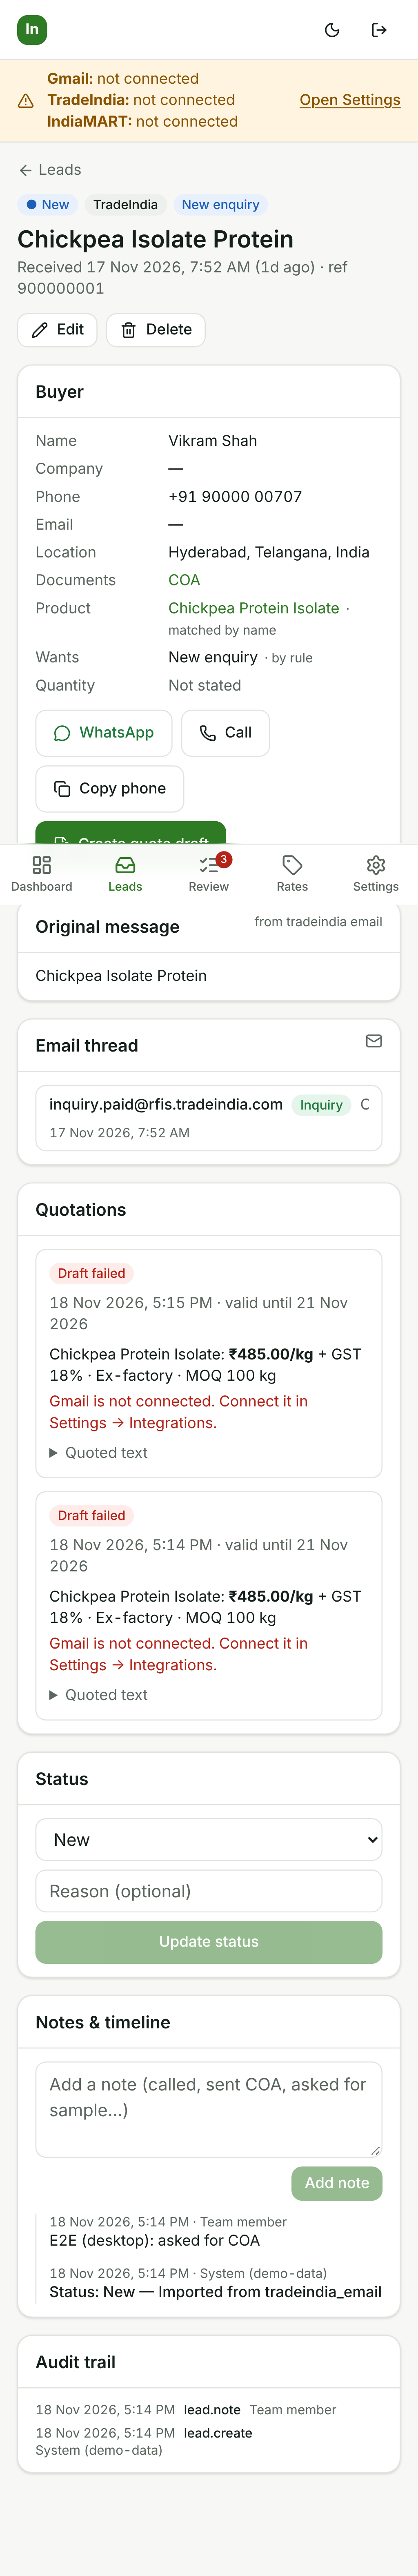 In
Gmail: not connected
TradeIndia: not connected
IndiaMART: not connected
Open Settings
← Leads
New
TradeIndia
New enquiry
Chickpea Isolate Protein
Received 17 Nov 2026, 7:52 AM (1d ago) · ref
900000001
Edit
Delete
Buyer
Name Vikram Shah
Company —
Phone +91 90000 00707
Email —
Location Hyderabad, Telangana, India
Documents COA
Product Chickpea Protein Isolate ·
matched by name
Wants New enquiry · by rule
Quantity Not stated
WhatsApp
Call
Copy phone
Create quote draft
Dashboard
Leads
3
Review
Rates
Settings
Original message
from tradeindia email
Chickpea Isolate Protein
Email thread
inquiry.paid@rfis.tradeindia.com Inquiry
17 Nov 2026, 7:52 AM
Quotations
Draft failed
18 Nov 2026, 5:15 PM · valid until 21 Nov
2026
Chickpea Protein Isolate: ₹485.00/kg + GST
18% · Ex-factory · MOQ 100 kg
Gmail is not connected. Connect it in
Settings → Integrations.
▶ Quoted text
Draft failed
18 Nov 2026, 5:14 PM · valid until 21 Nov
2026
Chickpea Protein Isolate: ₹485.00/kg + GST
18% · Ex-factory · MOQ 100 kg
Gmail is not connected. Connect it in
Settings → Integrations.
▶ Quoted text
Status
New
Reason (optional)
Update status
Notes & timeline
Add a note (called, sent COA, asked for
sample...)
Add note
18 Nov 2026, 5:14 PM · Team member
E2E (desktop): asked for COA
18 Nov 2026, 5:14 PM · System (demo-data)
Status: New — Imported from tradeindia_email
Audit trail
18 Nov 2026, 5:14 PM lead.note Team member
18 Nov 2026, 5:14 PM lead.create
System (demo-data)